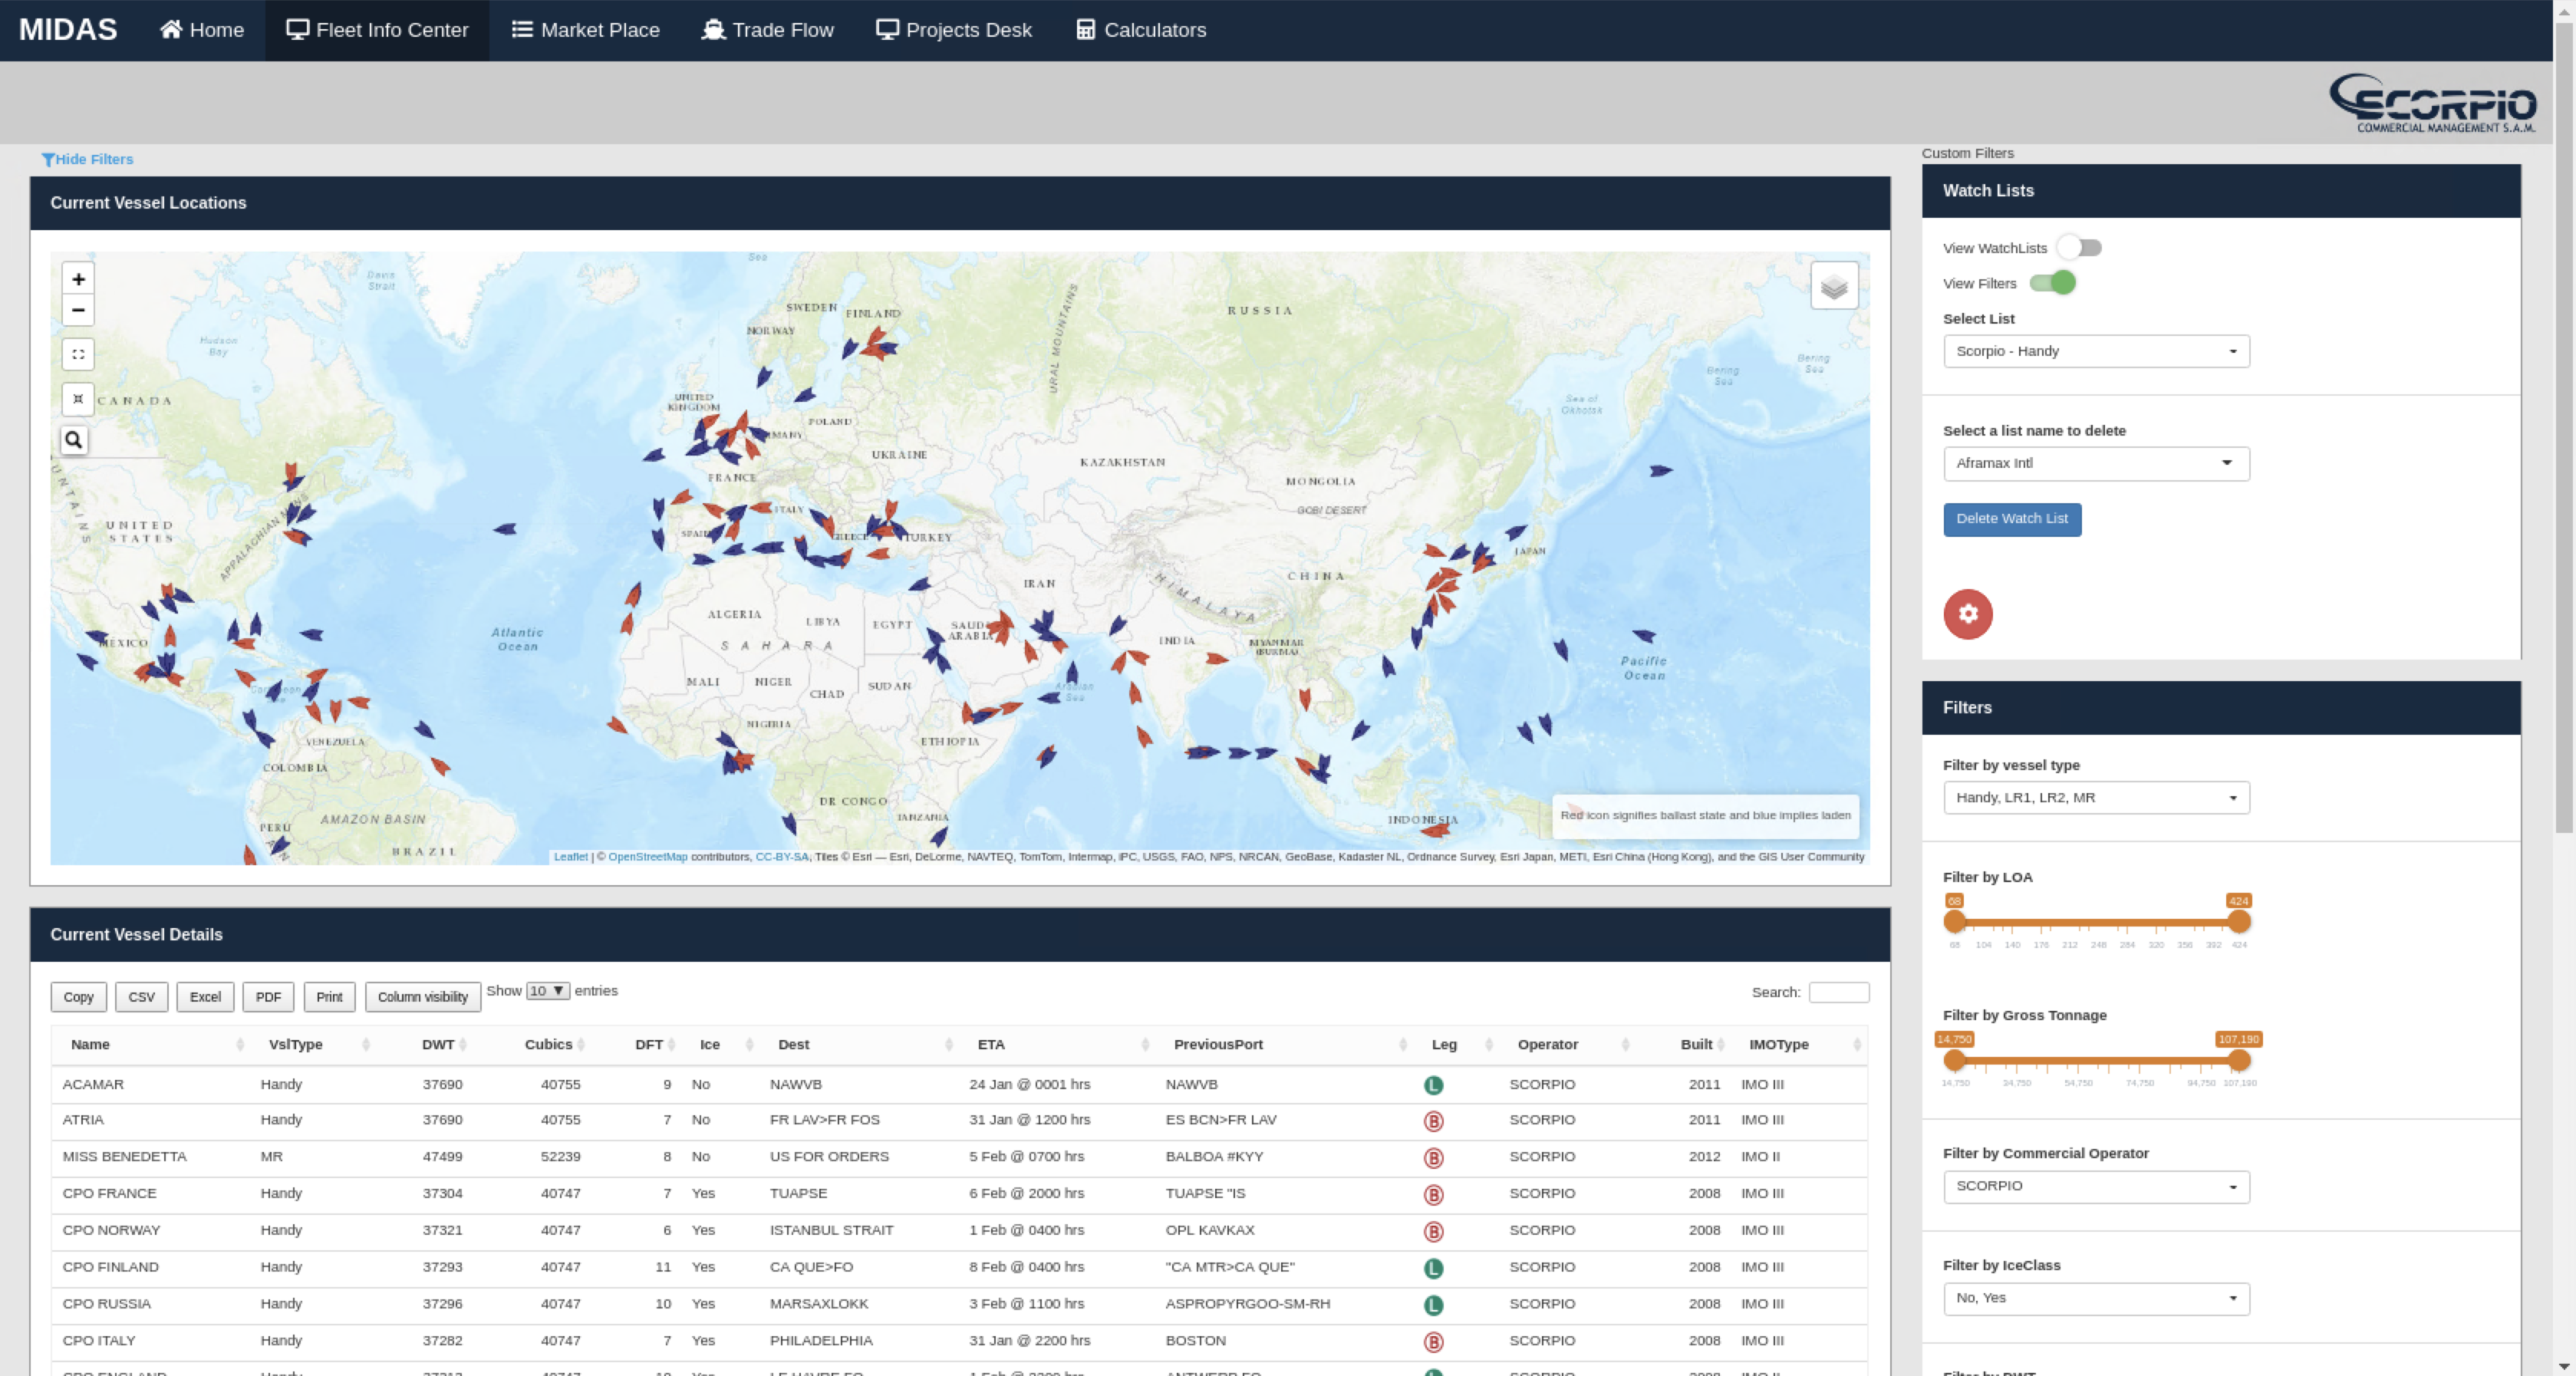 MIDAS Home Fleet Info Center Market Place Trade Flow Projects Desk Calculators
SCORPIO
COMMERCIAL MANAGEMENT S.A.M.
Hide Filters
Current Vessel Locations
+
−
Davis Strait
Hudson Bay
CANADA
UNITED STATES
APPALACHIAN
MEXICO
VENEZUELA
COLOMBIA
PERU
AMAZON BASIN
BRAZIL
Atlantic Ocean
Sea
SWEDEN
FINLAND
NORWAY
UNITED KINGDOM
POLAND
UKRAINE
FRANCE
ITALY
GREECE
TURKEY
RUSSIA
URAL MOUNTAINS
KAZAKHSTAN
MONGOLIA
GOBI DESERT
CHINA
HIMALAYA
JAPAN
IRAN
ALGERIA
LIBYA
EGYPT
SAUDI ARABIA
SAHARA
MALI
NIGER
CHAD
SUDAN
NIGERIA
ETHIOPIA
DR CONGO
TANZANIA
INDIA
MYANMAR (BURMA)
Arabian Sea
INDONESIA
Sea of Okhotsk
Bering Sea
Bering Sea
Pacific Ocean
Red icon signifies ballast state and blue implies laden
Leaflet | © OpenStreetMap contributors, CC-BY-SA, Tiles © Esri — Esri, DeLorme, NAVTEQ, TomTom, Intermap, iPC, USGS, FAO, NPS, NRCAN, GeoBase, Kadaster NL, Ordnance Survey, Esri Japan, METI, Esri China (Hong Kong), and the GIS User Community
Current Vessel Details
Copy CSV Excel PDF Print Column visibility Show 10 entries Search:
Name VslType DWT Cubics DFT Ice Dest ETA PreviousPort Leg Operator Built IMOType
ACAMAR Handy 37690 40755 9 No NAWVB 24 Jan @ 0001 hrs NAWVB L SCORPIO 2011 IMO III
ATRIA Handy 37690 40755 7 No FR LAV>FR FOS 31 Jan @ 1200 hrs ES BCN>FR LAV B SCORPIO 2011 IMO III
MISS BENEDETTA MR 47499 52239 8 No US FOR ORDERS 5 Feb @ 0700 hrs BALBOA #KYY B SCORPIO 2012 IMO II
CPO FRANCE Handy 37304 40747 7 Yes TUAPSE 6 Feb @ 2000 hrs TUAPSE "IS B SCORPIO 2008 IMO III
CPO NORWAY Handy 37321 40747 6 Yes ISTANBUL STRAIT 1 Feb @ 0400 hrs OPL KAVKAX B SCORPIO 2008 IMO III
CPO FINLAND Handy 37293 40747 11 Yes CA QUE>FO 8 Feb @ 0400 hrs "CA MTR>CA QUE" L SCORPIO 2008 IMO III
CPO RUSSIA Handy 37296 40747 10 Yes MARSAXLOKK 3 Feb @ 1100 hrs ASPROPYRGOO-SM-RH L SCORPIO 2008 IMO III
CPO ITALY Handy 37282 40747 7 Yes PHILADELPHIA 31 Jan @ 2200 hrs BOSTON B SCORPIO 2008 IMO III
Custom Filters
Watch Lists
View WatchLists
View Filters
Select List
Scorpio - Handy
Select a list name to delete
Aframax Intl
Delete Watch List
Filters
Filter by vessel type
Handy, LR1, LR2, MR
Filter by LOA
68 424
68 104 140 176 212 248 284 320 356 392 424
Filter by Gross Tonnage
14,750 107,190
14,750 34,750 54,750 74,750 94,750 107,190
Filter by Commercial Operator
SCORPIO
Filter by IceClass
No, Yes